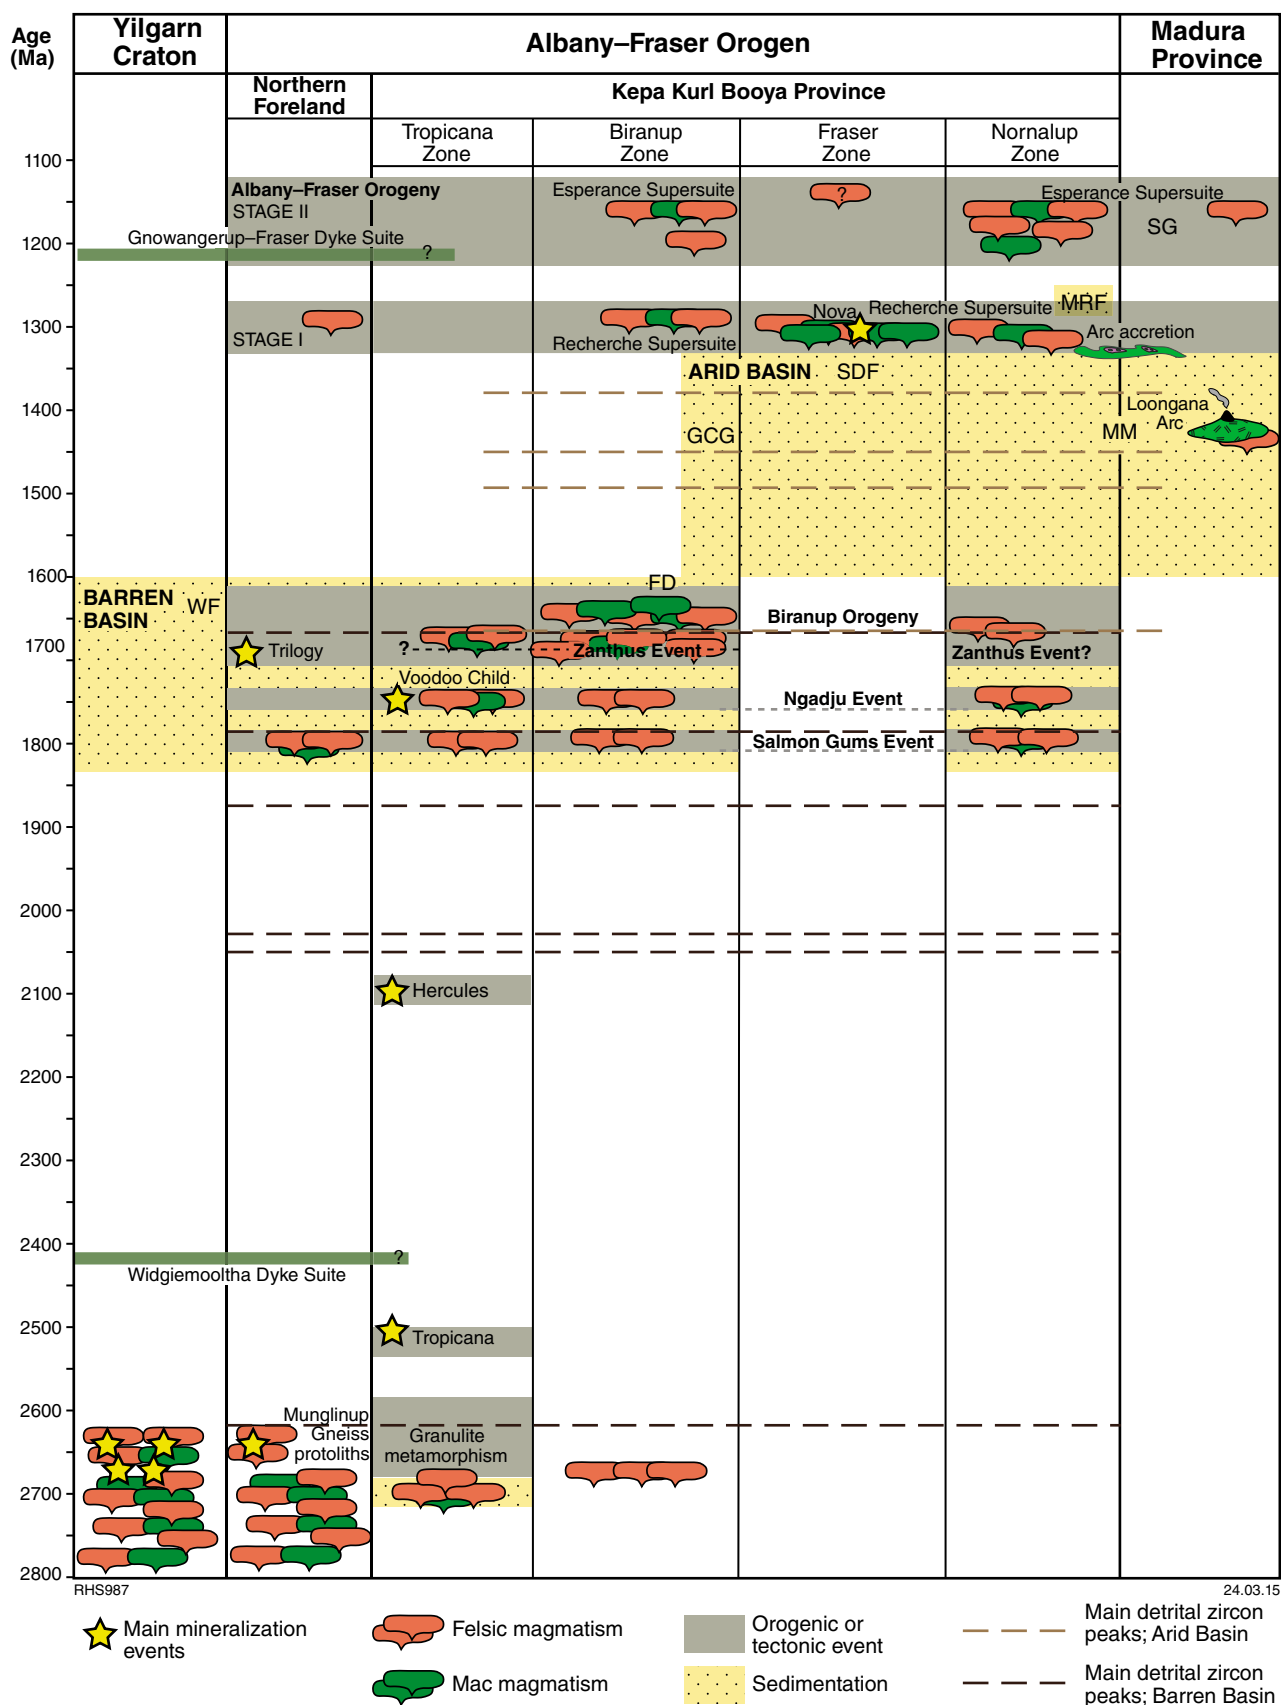 Age
(Ma)
Yilgarn
Craton
Albany–Fraser Orogen
Madura
Province
Northern
Foreland
Kepa Kurl Booya Province
Tropicana
Zone
Biranup
Zone
Fraser
Zone
Nornalup
Zone
1100
Albany–Fraser Orogeny
STAGE II
Esperance Supersuite
?
Esperance Supersuite
SG
1200
Gnowangerup–Fraser Dyke Suite
?
MRF
1300
STAGE I
Recherche Supersuite
Nova
Recherche Supersuite
Arc accretion
ARID BASIN
SDF
1400
GCG
MM
Loongana
Arc
1500
1600
BARREN
BASIN
WF
FD
Biranup Orogeny
1700
Trilogy
?
Zanthus Event
Zanthus Event?
Voodoo Child
Ngadju Event
1800
Salmon Gums Event
1900
2000
2100
Hercules
2200
2300
2400
?
Widgiemooltha Dyke Suite
2500
Tropicana
2600
Munglinup
Gneiss
protoliths
Granulite
metamorphism
2700
2800
RHS987
24.03.15
Main mineralization
events
Felsic magmatism
Mac magmatism
Orogenic or
tectonic event
Sedimentation
Main detrital zircon
peaks; Arid Basin
Main detrital zircon
peaks; Barren Basin